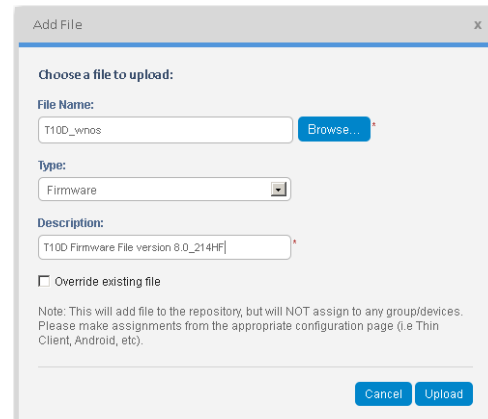 Add File
x
Choose a file to upload:
File Name:
T10D_wnos
Browse... *
Type:
Firmware
Description:
T10D Firmware File version 8.0_214HF
*
Override existing file
Note: This will add file to the repository, but will NOT assign to any group/devices.
Please make assignments from the appropriate configuration page (i.e Thin
Client, Android, etc).
Cancel
Upload